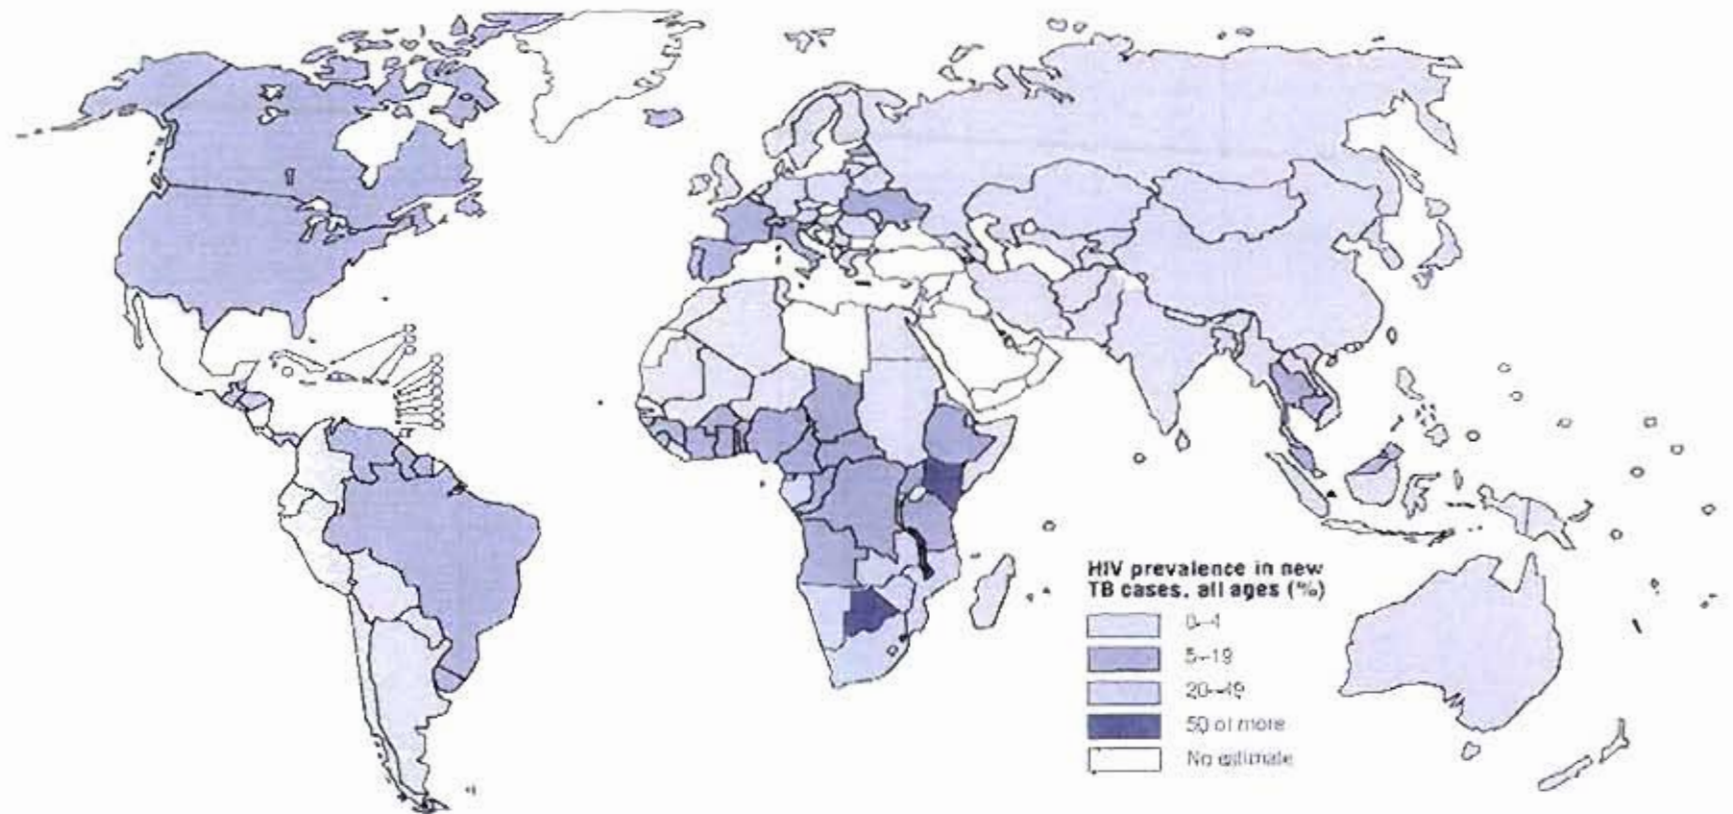 HIV prevalence in new
TB cases, all ages (%)
0–4
5–19
20–49
50 or more
No estimate